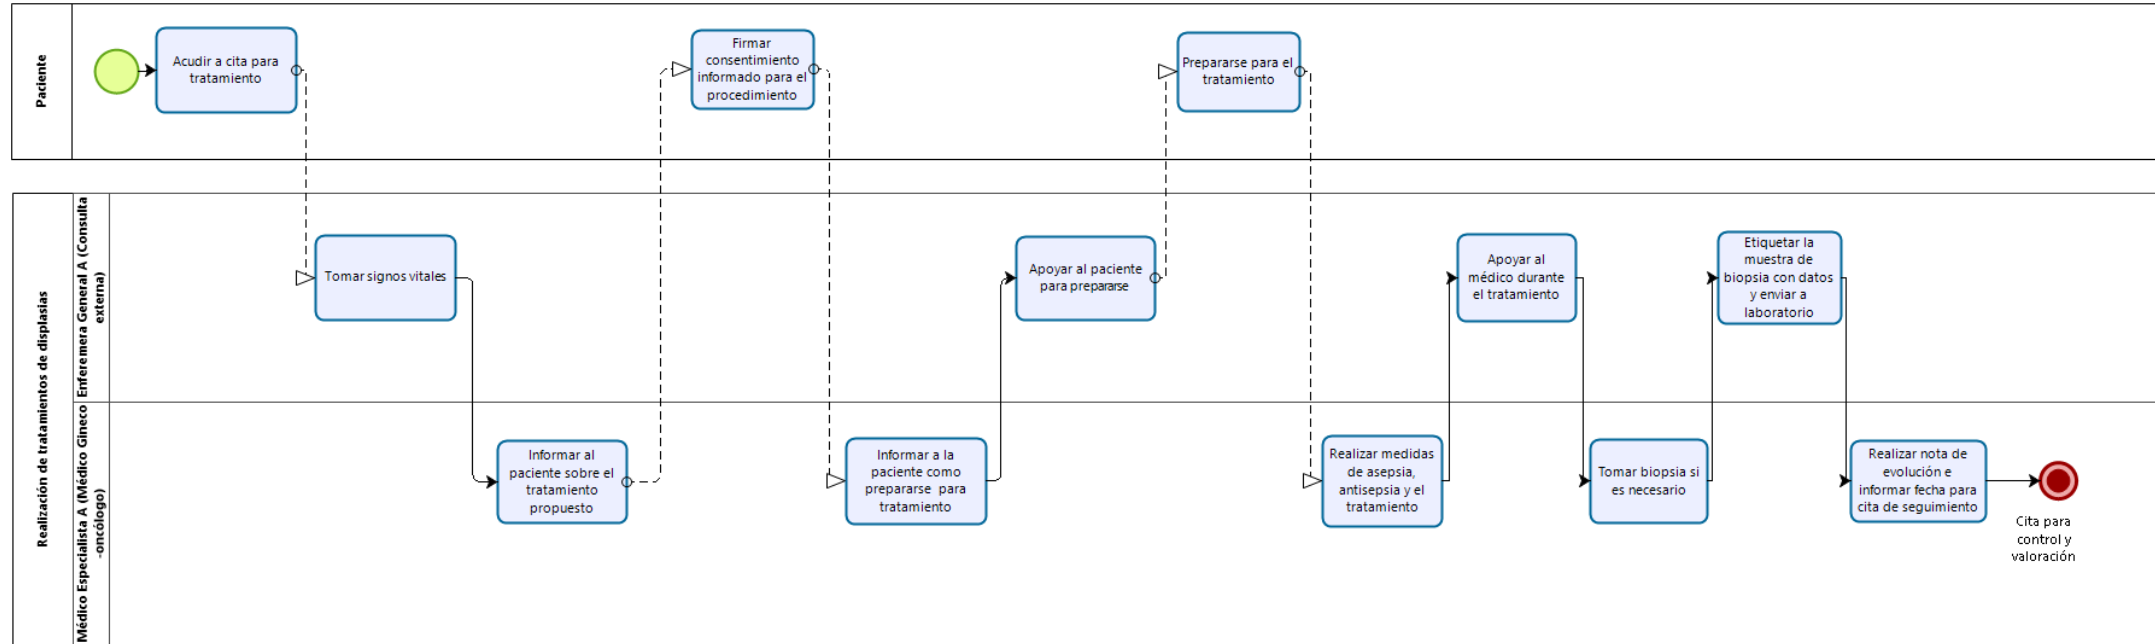 Paciente
Acudir a cita para
tratamiento
Firmar
consentimiento
informado para el
procedimiento
Prepararse para el
tratamiento
Realización de tratamientos de displasias
Enferemera General A (Consulta
externa)
Tomar signos vitales
Apoyar al paciente
para prepararse
Apoyar al
médico durante
el tratamiento
Etiquetar la
muestra de
biopsia con datos
y enviar a
laboratorio
Médico Especialista A (Médico Gineco
-oncólogo)
Informar al
paciente sobre el
tratamiento
propuesto
Informar a la
paciente como
prepararse para
tratamiento
Realizar medidas
de asepsia,
antisepsia y el
tratamiento
Tomar biopsia si
es necesario
Realizar nota de
evolución e
informar fecha para
cita de seguimiento
Cita para
control y
valoración